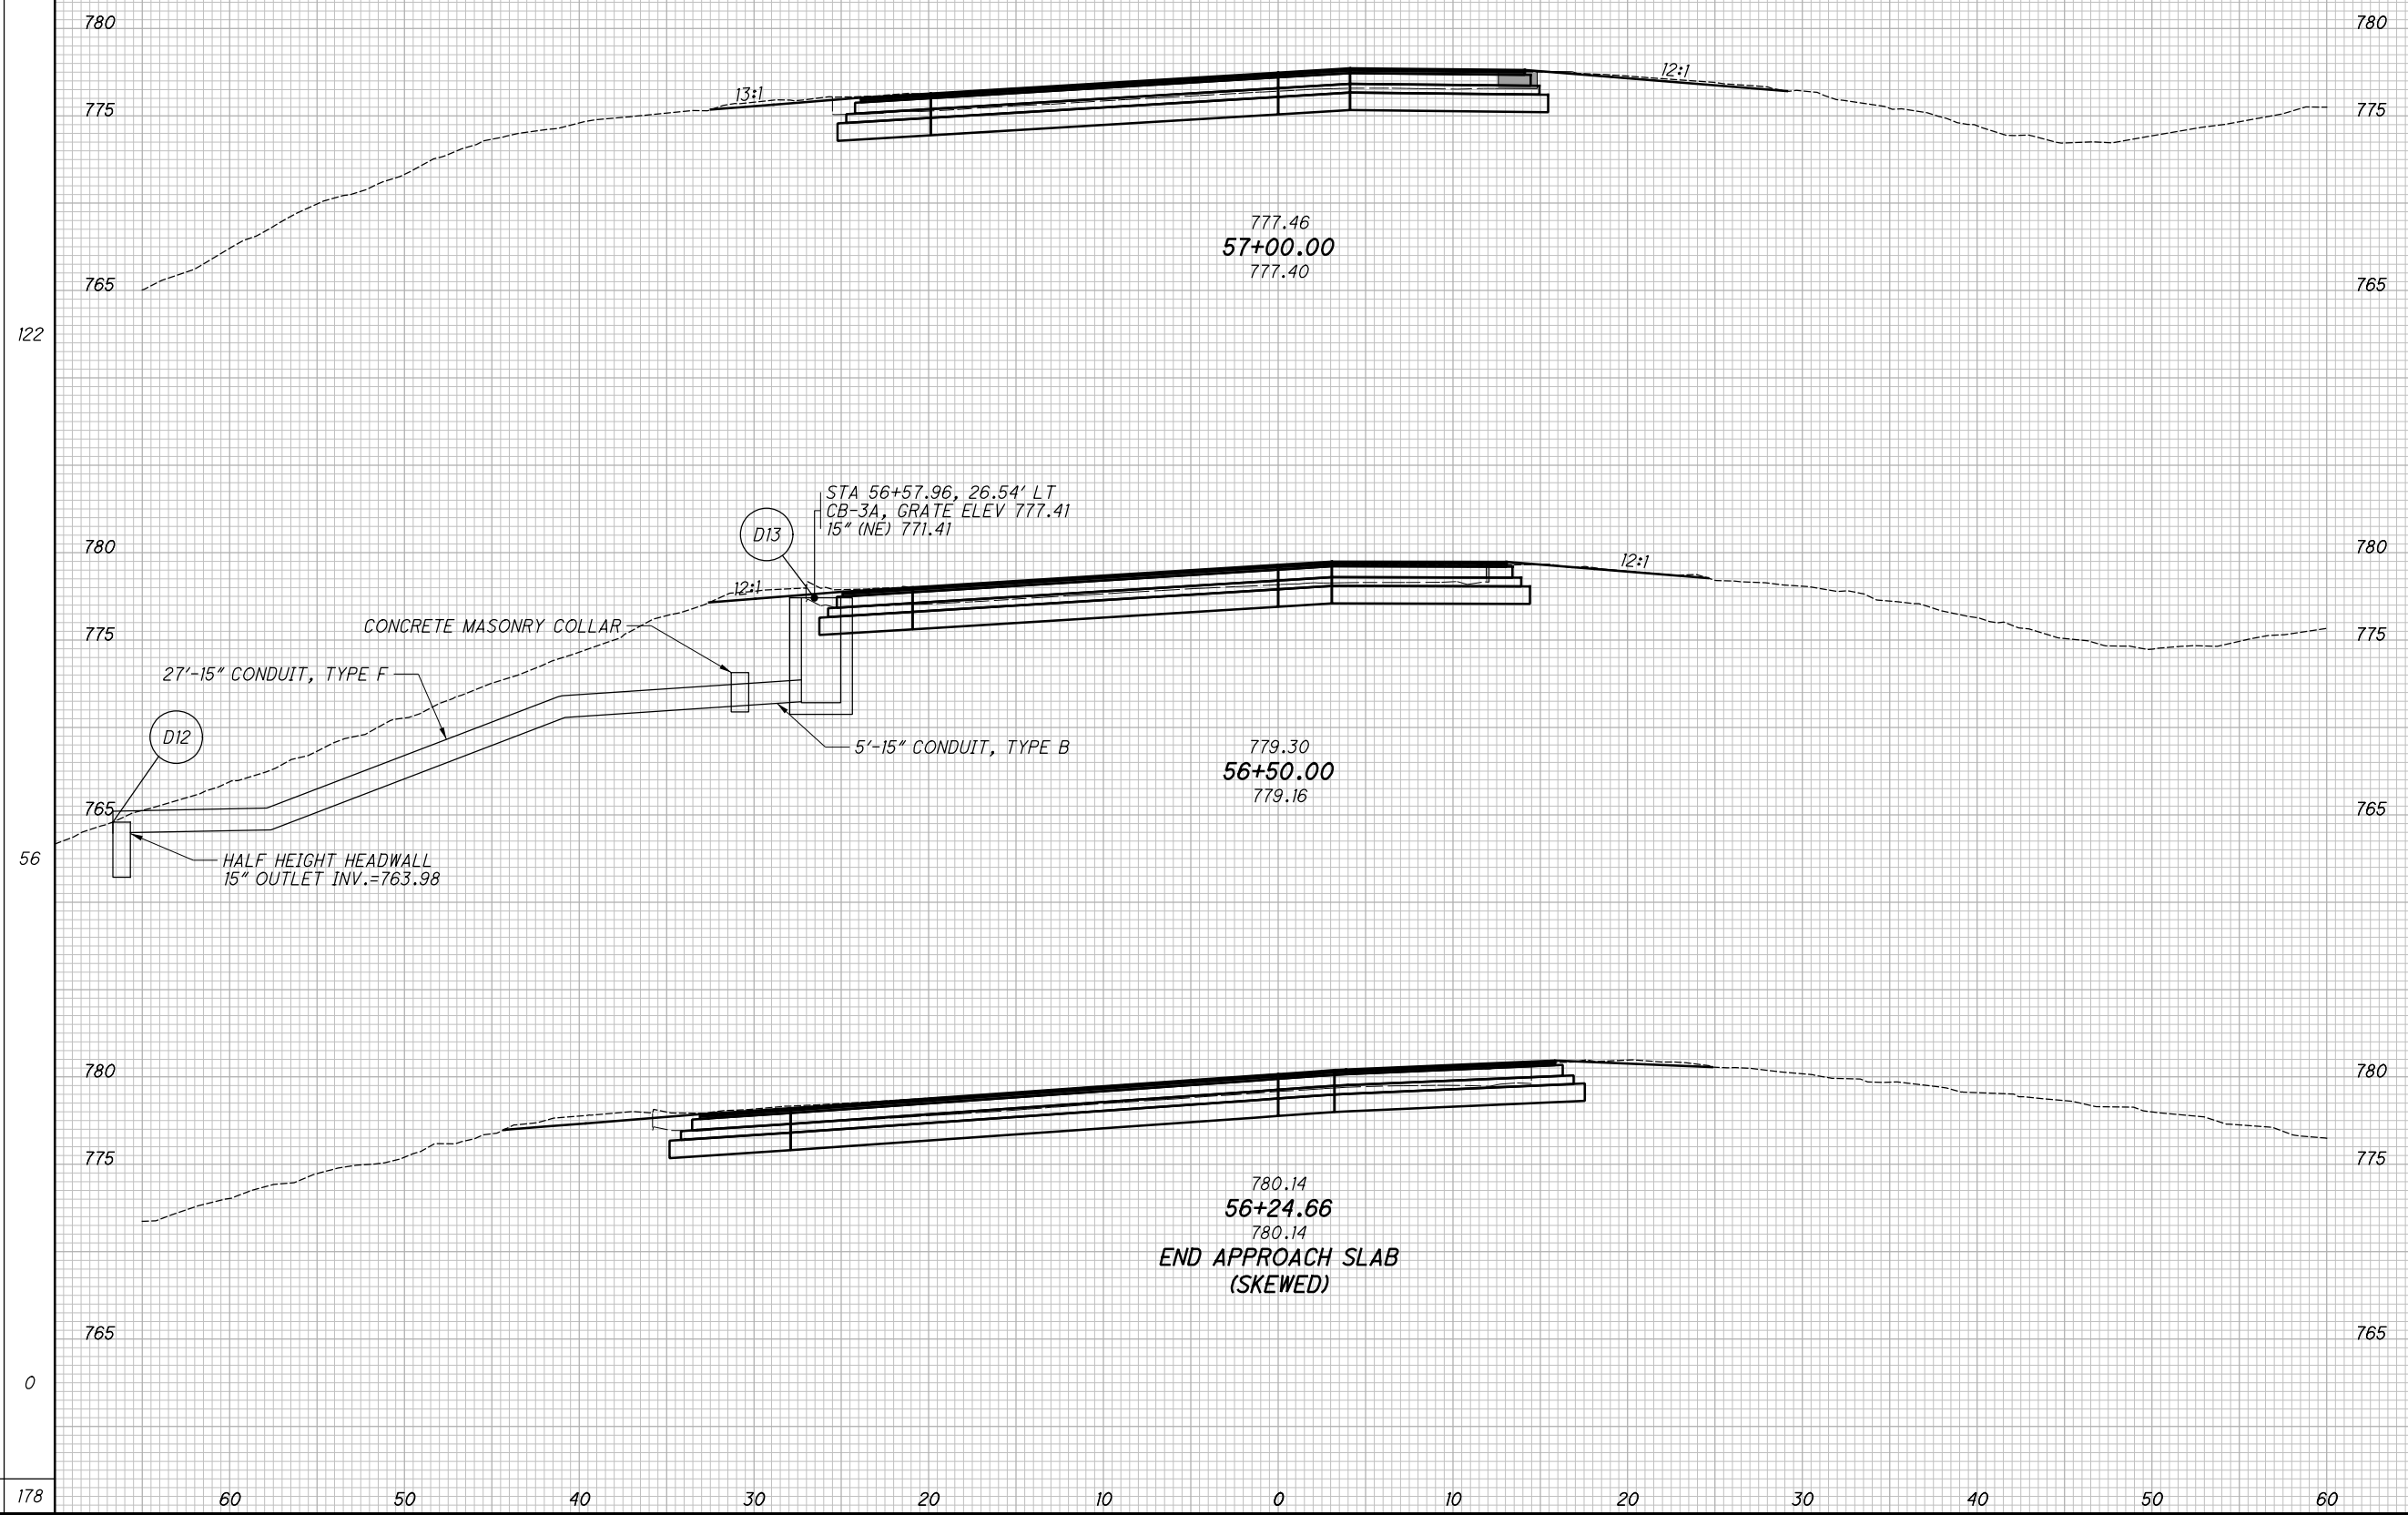 780
780
13:1
12:1
775
775
777.46
57+00.00
777.40
765
765
122
STA 56+57.96, 26.54' LT
CB-3A, GRATE ELEV 777.41
15" (NE) 771.41
D13
780
780
12:1
12:1
CONCRETE MASONRY COLLAR
775
775
27'-15" CONDUIT, TYPE F
D12
5'-15" CONDUIT, TYPE B
779.30
56+50.00
779.16
765
765
56
HALF HEIGHT HEADWALL
15" OUTLET INV.=763.98
780
780
775
775
780.14
56+24.66
780.14
END APPROACH SLAB
(SKEWED)
765
765
0
178
60 50 40 30 20 10 0 10 20 30 40 50 60